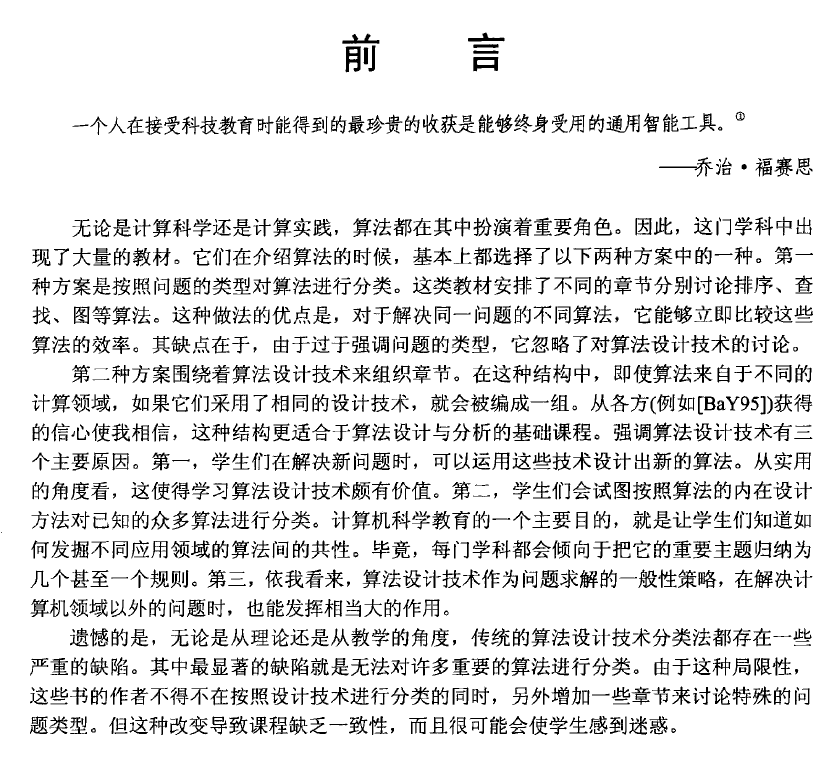 前 言
一个人在接受科技教育时能得到的最珍贵的收获是能够终身受用的通用智能工具。①
——乔治·福赛思
无论是计算科学还是计算实践，算法都在其中扮演着重要角色。因此，这门学科中出
现了大量的教材。它们在介绍算法的时候，基本上都选择了以下两种方案中的一种。第一
种方案是按照问题的类型对算法进行分类。这类教材安排了不同的章节分别讨论排序、查
找、图等算法。这种做法的优点是，对于解决同一问题的不同算法，它能够立即比较这些
算法的效率。其缺点在于，由于过于强调问题的类型，它忽略了对算法设计技术的讨论。
第二种方案围绕着算法设计技术来组织章节。在这种结构中，即使算法来自于不同的
计算领域，如果它们采用了相同的设计技术，就会被编成一组。从各方(例如[BaY95])获得
的信心使我相信，这种结构更适合于算法设计与分析的基础课程。强调算法设计技术有三
个主要原因。第一，学生们在解决新问题时，可以运用这些技术设计出新的算法。从实用
的角度看，这使得学习算法设计技术颇有价值。第二，学生们会试图按照算法的内在设计
方法对已知的众多算法进行分类。计算机科学教育的一个主要目的，就是让学生们知道如
何发掘不同应用领域的算法间的共性。毕竟，每门学科都会倾向于把它的重要主题归纳为
几个甚至一个规则。第三，依我看来，算法设计技术作为问题求解的一般性策略，在解决计
算机领域以外的问题时，也能发挥相当大的作用。
遗憾的是，无论是从理论还是从教学的角度，传统的算法设计技术分类法都存在一些
严重的缺陷。其中最显著的缺陷就是无法对许多重要的算法进行分类。由于这种局限性，
这些书的作者不得不在按照设计技术进行分类的同时，另外增加一些章节来讨论特殊的问
题类型。但这种改变导致课程缺乏一致性，而且很可能会使学生感到迷惑。